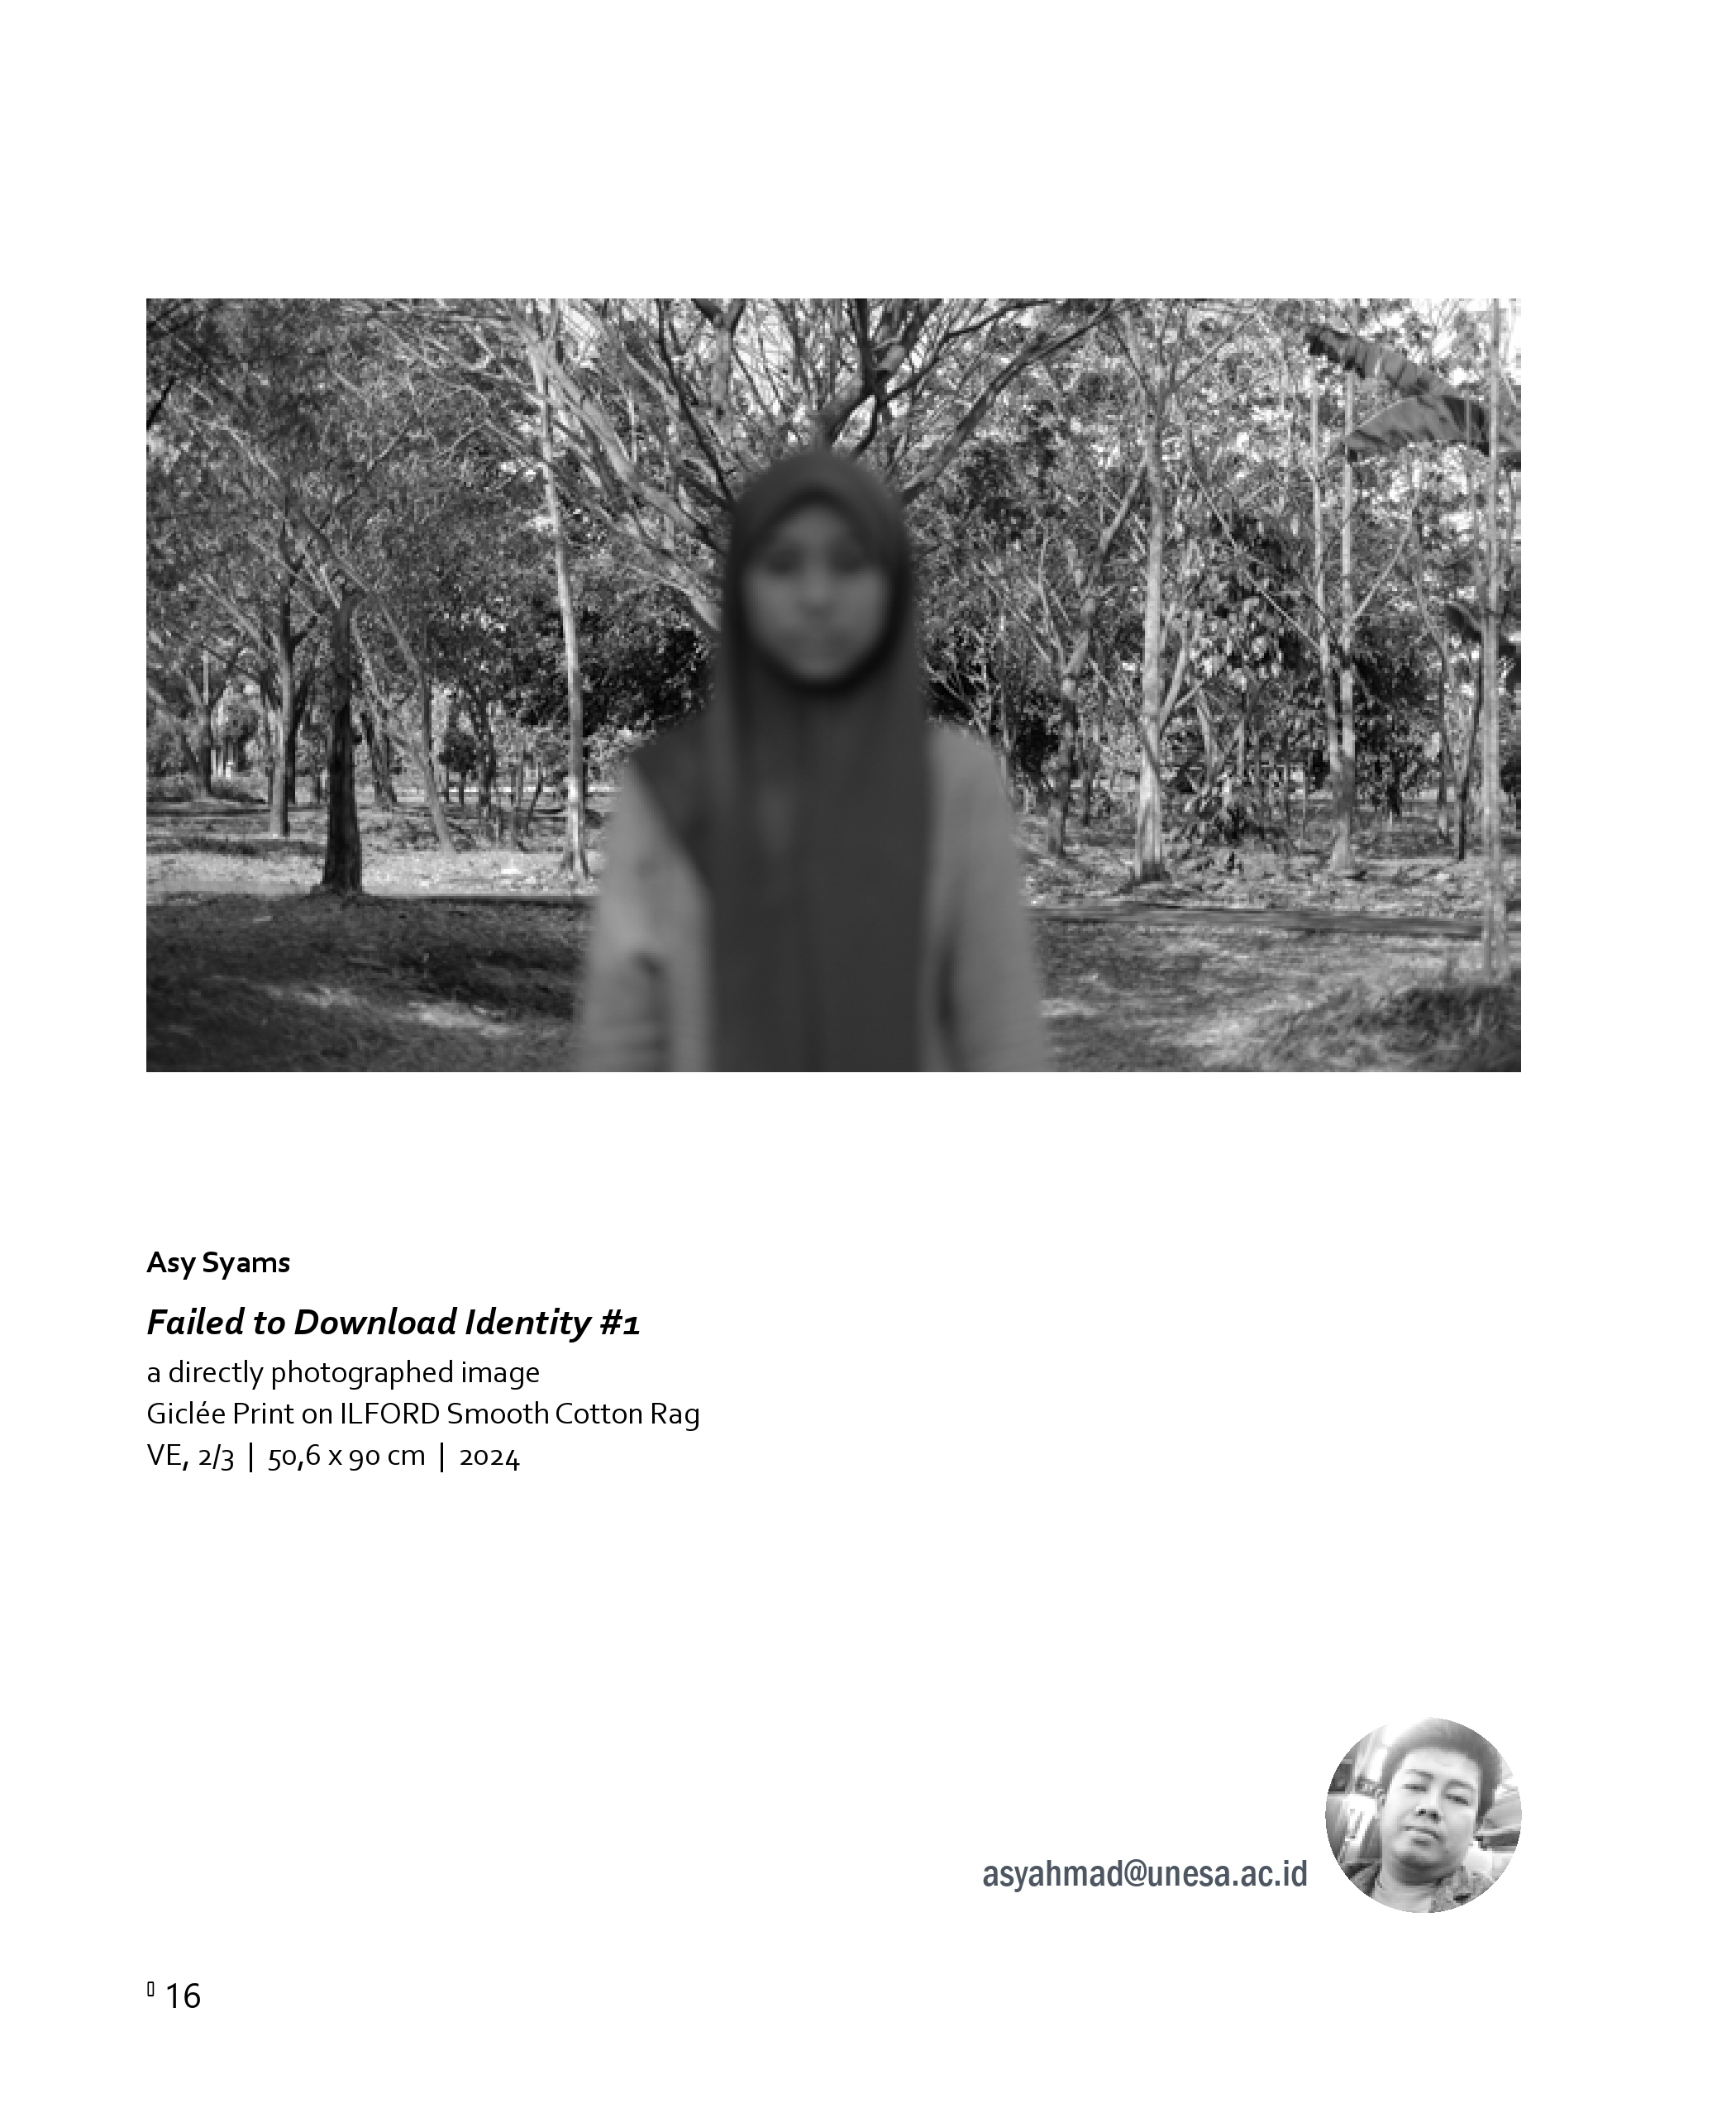 Asy Syams
Failed to Download Identity #1
a directly photographed image
Giclée Print on ILFORD Smooth Cotton Rag
VE, 2/3 | 50,6 x 90 cm | 2024
asyahmad@unesa.ac.id
16